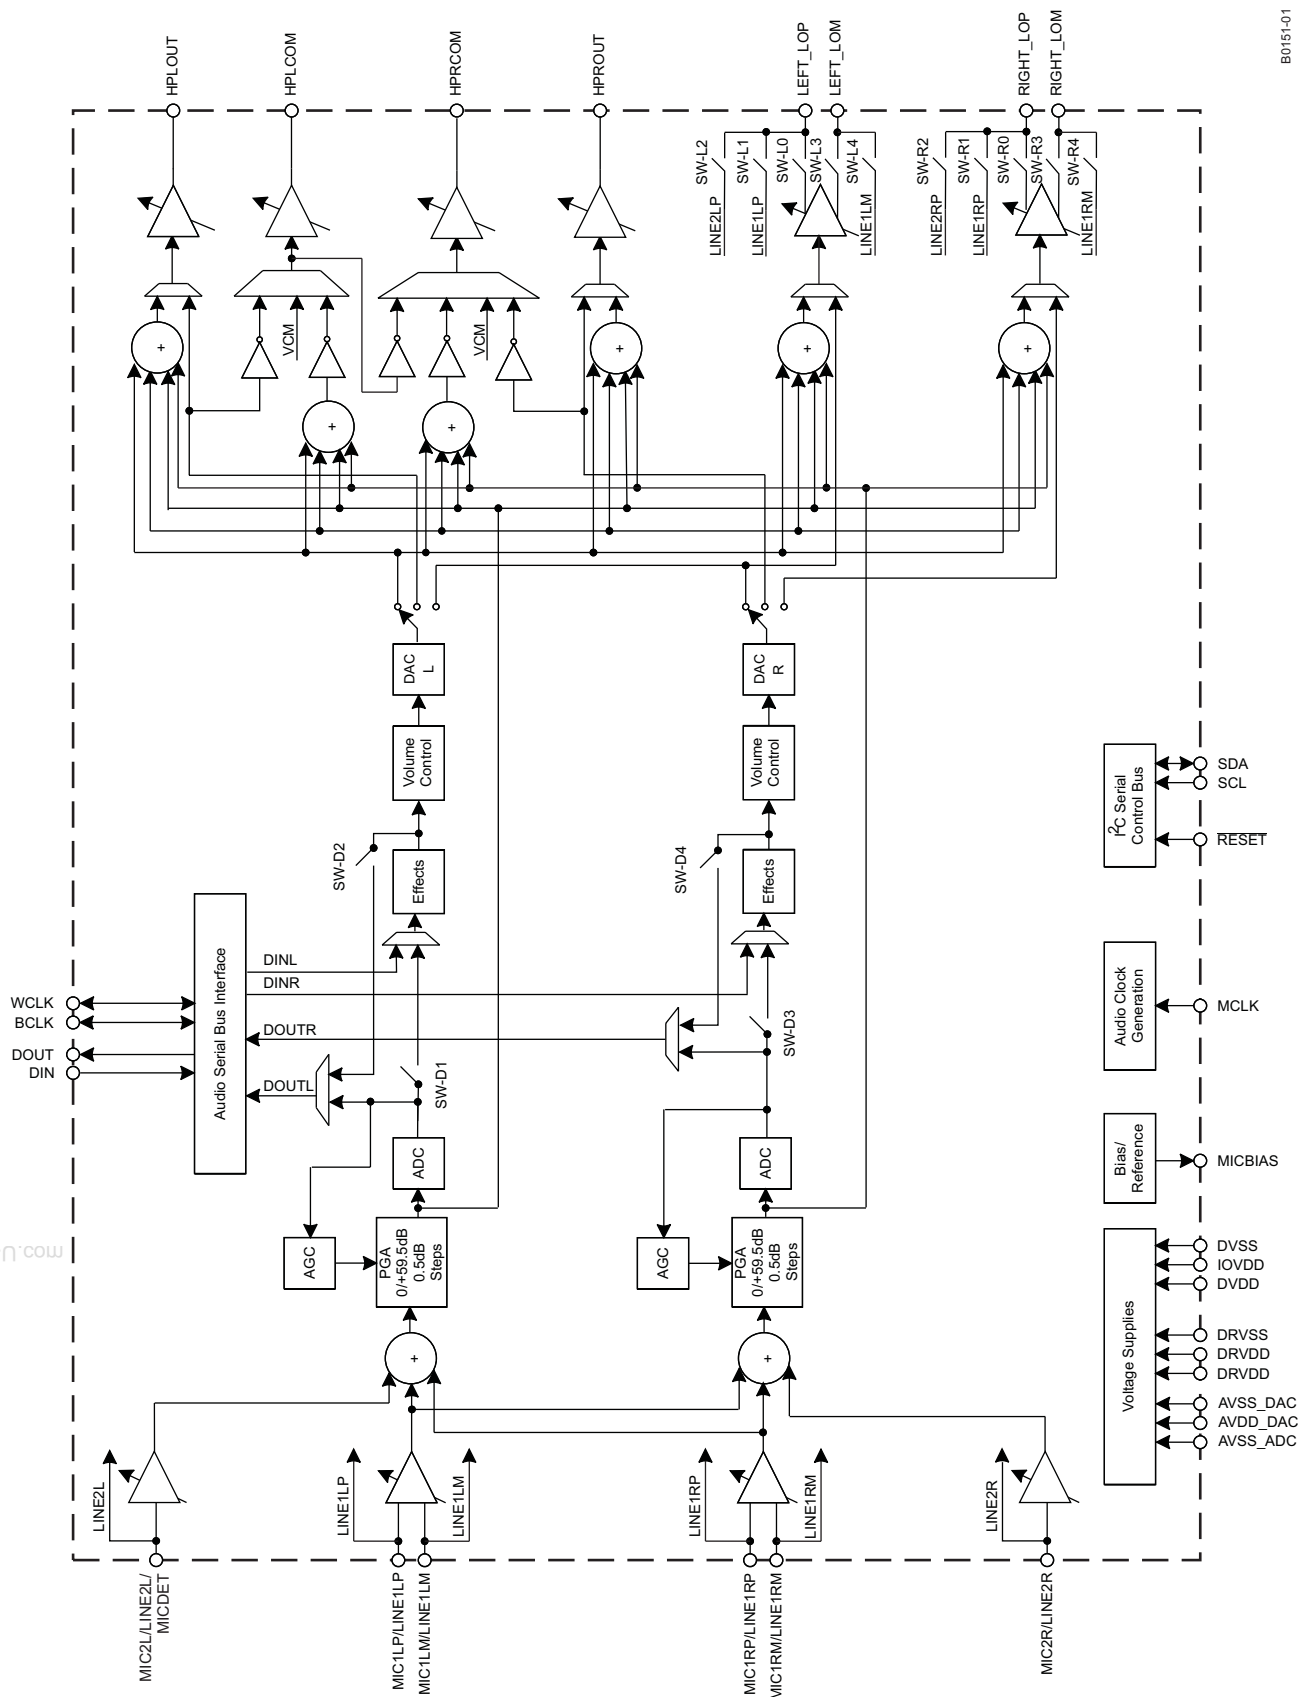 B0151-01
HPLOUT
HPLCOM
HPRCOM
HPROUT
LEFT_LOP
LEFT_LOM
RIGHT_LOP
RIGHT_LOM
SW-L2
SW-L1
SW-L0
SW-L3
SW-L4
SW-R2
SW-R1
SW-R0
SW-R3
SW-R4
LINE2LP
LINE1LP
LINE1LM
LINE2RP
LINE1RP
LINE1RM
VCM
VCM
+
+
+
+
+
+
DAC
L
DAC
R
Volume
Control
Volume
Control
SW-D2
SW-D4
Effects
Effects
I2C Serial
Control Bus
SDA
SCL
RESET
Audio Serial Bus Interface
WCLK
BCLK
DOUT
DIN
DINL
DINR
DOUTR
DOUTL
SW-D1
SW-D3
Audio Clock
Generation
MCLK
ADC
ADC
Bias/
Reference
MICBIAS
AGC
PGA
0/+59.5dB
0.5dB
Steps
AGC
PGA
0/+59.5dB
0.5dB
Steps
Voltage Supplies
DVSS
IOVDD
DVDD
DRVSS
DRVDD
DRVDD
AVSS_DAC
AVDD_DAC
AVSS_ADC
+
+
LINE2L
LINE1LP
LINE1LM
LINE1RP
LINE1RM
LINE2R
MIC2L/LINE2L/
MICDET
MIC1LP/LINE1LP
MIC1LM/LINE1LM
MIC1RP/LINE1RP
MIC1RM/LINE1RM
MIC2R/LINE2R